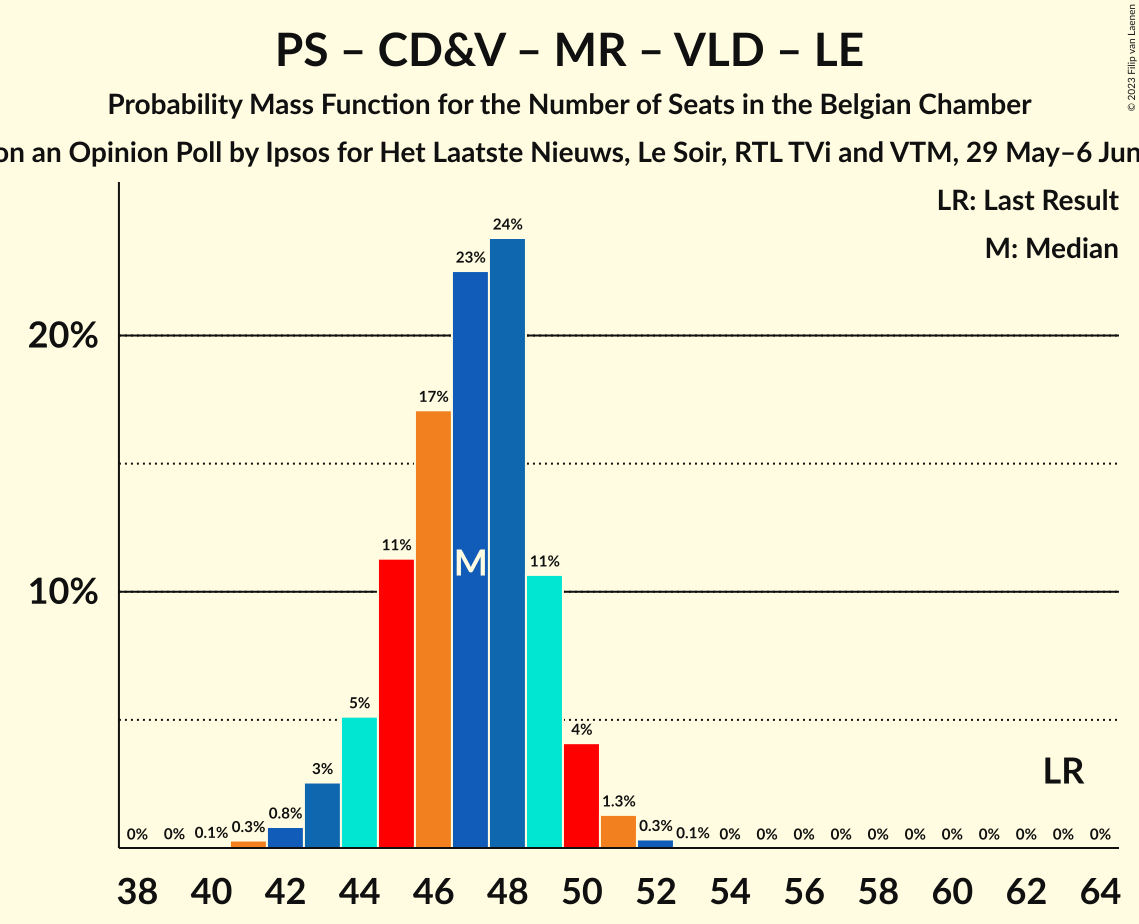 PS – CD&V – MR – VLD – LE
Probability Mass Function for the Number of Seats in the Belgian Chamber
on an Opinion Poll by Ipsos for Het Laatste Nieuws, Le Soir, RTL TVi and VTM, 29 May–6 Jun
© 2023 Filip van Laenen
LR: Last Result
M: Median
20%
10%
0% 0% 0.1% 0.3% 0.8% 3% 5% 11% 17% 23% 24% 11% 4% 1.3% 0.3% 0.1% 0% 0% 0% 0% 0% 0% 0% 0% 0% 0% 0%
M
LR
38 40 42 44 46 48 50 52 54 56 58 60 62 64